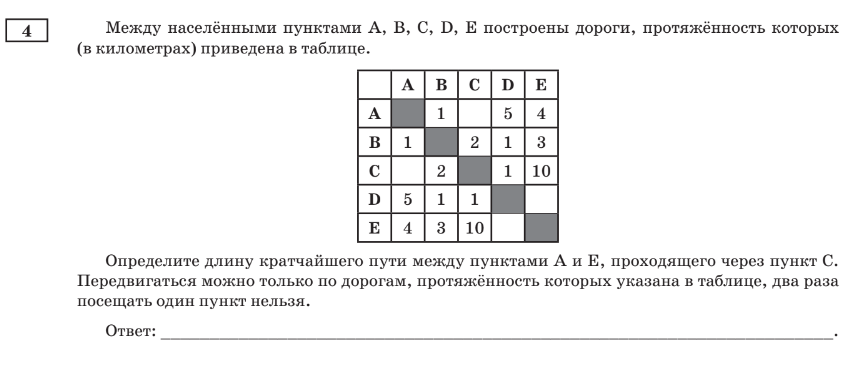 4
Между населёнными пунктами А, В, С, D, Е построены дороги, протяжённость которых
(в километрах) приведена в таблице.
A B C D E
A 1 5 4
B 1 2 1 3
C 2 1 10
D 5 1 1
E 4 3 10
Определите длину кратчайшего пути между пунктами А и Е, проходящего через пункт С.
Передвигаться можно только по дорогам, протяжённость которых указана в таблице, два раза
посещать один пункт нельзя.
Ответ: ______________________________________________.